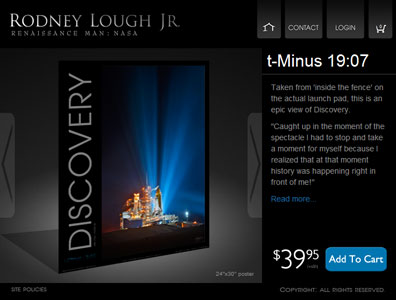 RODNEY LOUGH JR.
RENAISSANCE MAN: NASA
CONTACT
LOGIN
t-Minus 19:07
Taken from 'inside the fence' on
the actual launch pad, this is an
epic view of Discovery.
"Caught up in the moment of the
spectacle I had to stop and take
a moment for myself because I
realized that at that moment
history was happening right in
front of me!"
Read more...
DISCOVERY
24"x36" poster
$39.95
Add To Cart
SITE POLICIES
COPYRIGHT: ALL RIGHTS RESERVED.